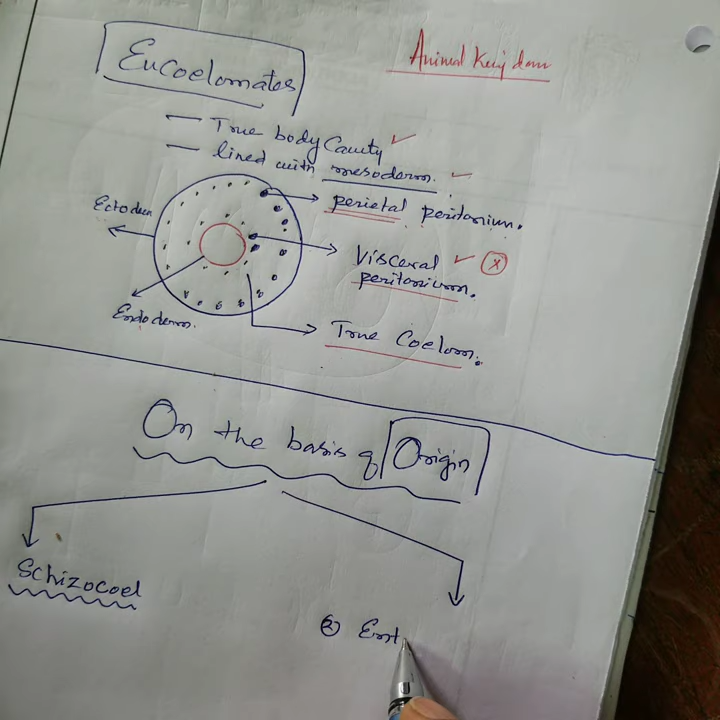 Animal Kingdom
Eucoelomates
— True body Cavity
— lined with mesoderm.
perietal peritonium.
Ectoderm
Visceral
peritonium.
Endoderm.
True Coelom.
On the basis of Origin
Schizocoel
② Ent